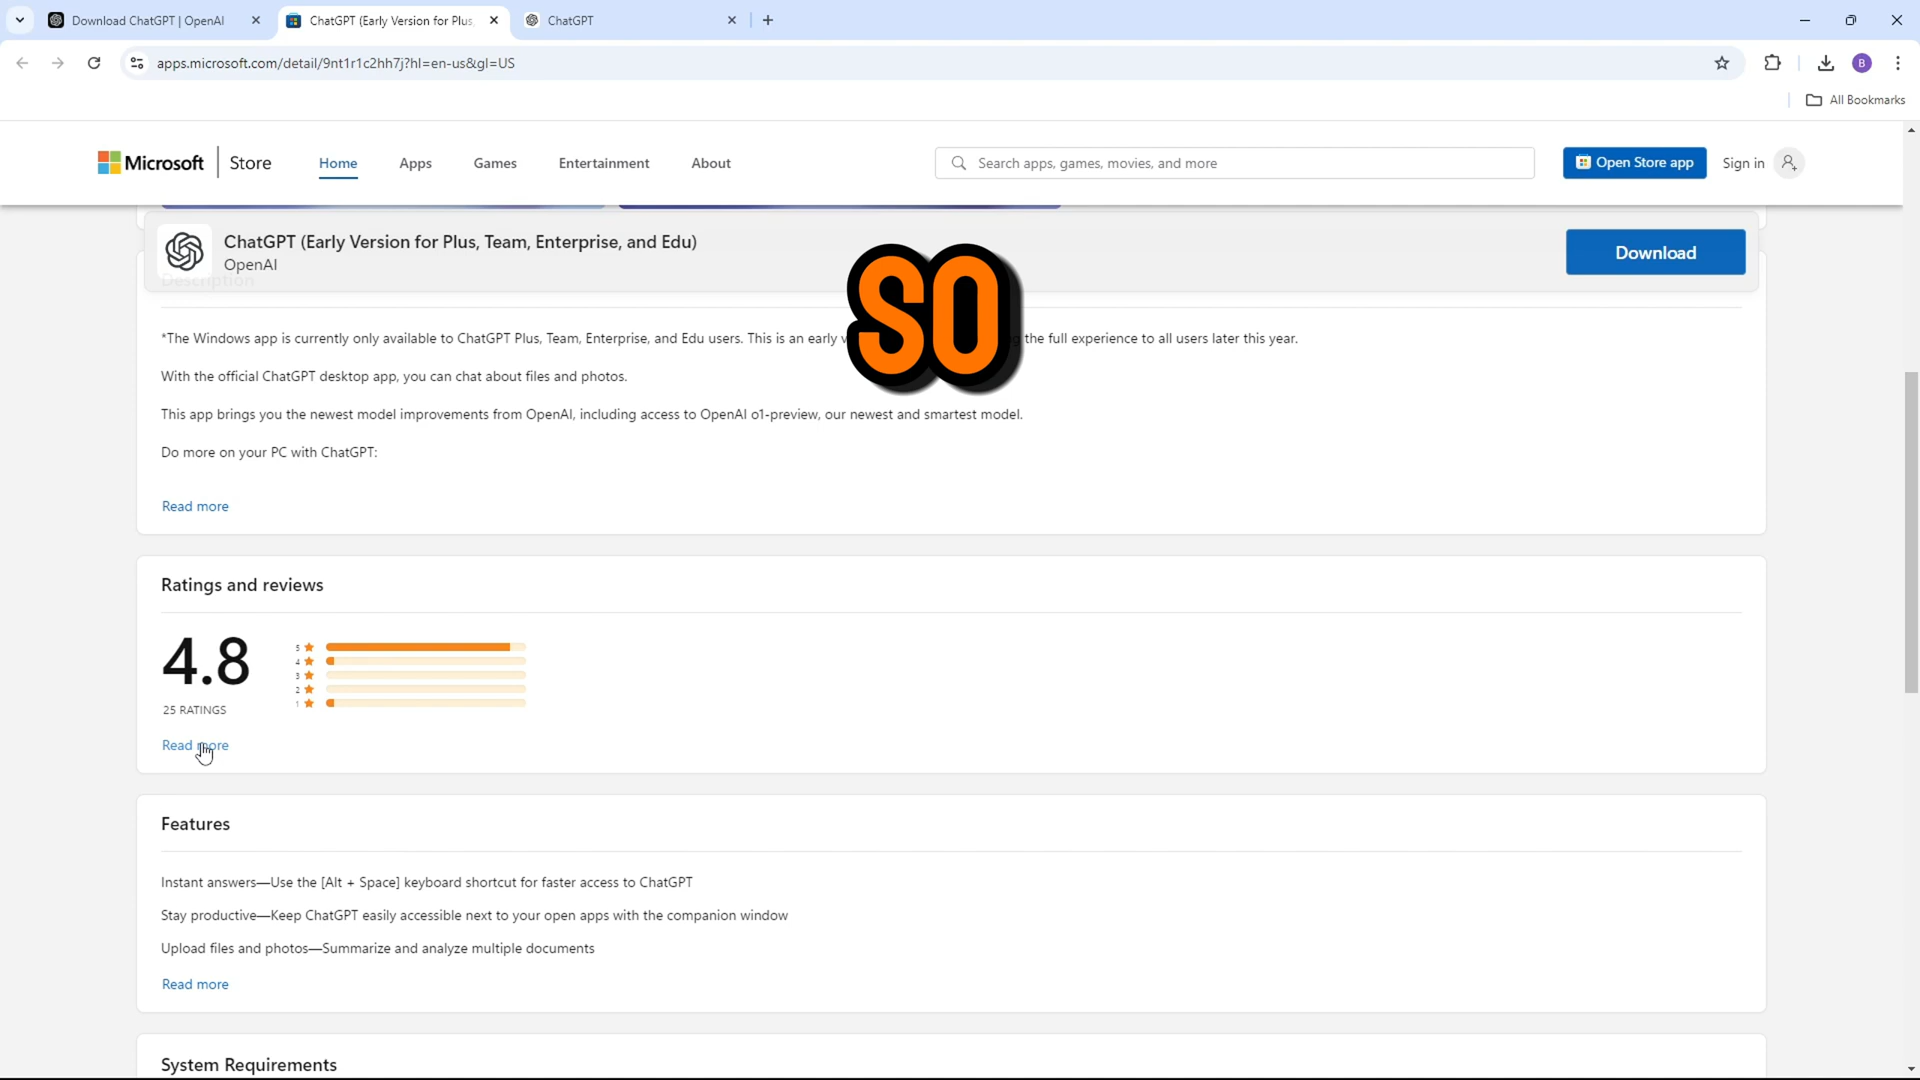 Download ChatGPT | OpenAI
ChatGPT (Early Version for Plus,
ChatGPT
apps.microsoft.com/detail/9nt1r1c2hh7j?hl=en-us&gl=US
B
All Bookmarks
Microsoft Store
Home
Apps
Games
Entertainment
About
Search apps, games, movies, and more
Open Store app
Sign in
ChatGPT (Early Version for Plus, Team, Enterprise, and Edu)
OpenAI
Download
Description
SO
*The Windows app is currently only available to ChatGPT Plus, Team, Enterprise, and Edu users. This is an early the full experience to all users later this year.
With the official ChatGPT desktop app, you can chat about files and photos.
This app brings you the newest model improvements from OpenAI, including access to OpenAI o1-preview, our newest and smartest model.
Do more on your PC with ChatGPT:
Read more
Ratings and reviews
4.8
25 RATINGS
5
4
3
2
1
Read more
Features
Instant answers—Use the [Alt + Space] keyboard shortcut for faster access to ChatGPT
Stay productive—Keep ChatGPT easily accessible next to your open apps with the companion window
Upload files and photos—Summarize and analyze multiple documents
Read more
System Requirements